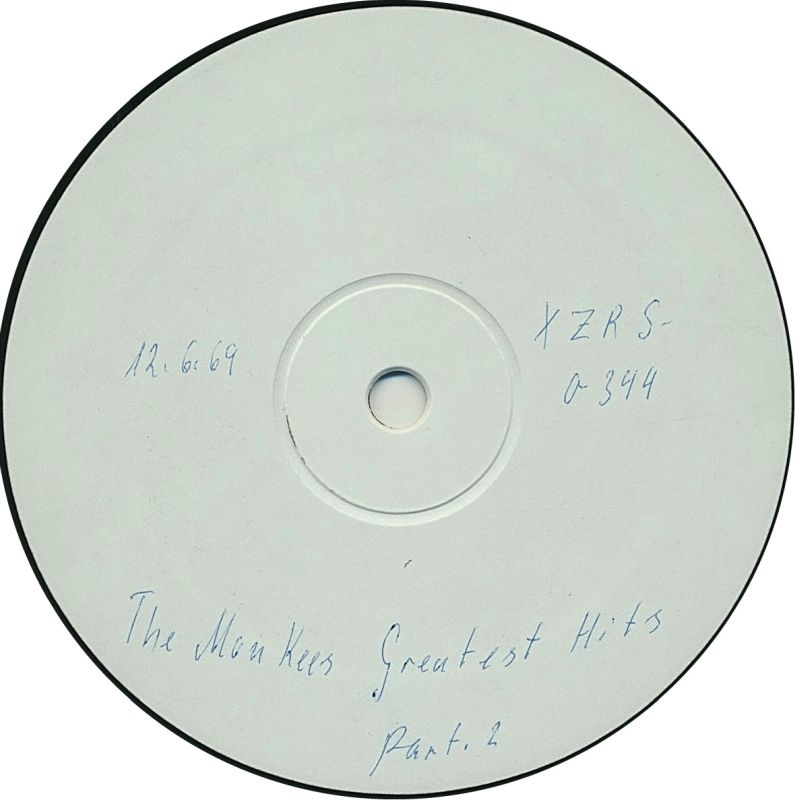 12.6.69
XZRS-
0344
The Monkees Greatest Hits
Part. 2